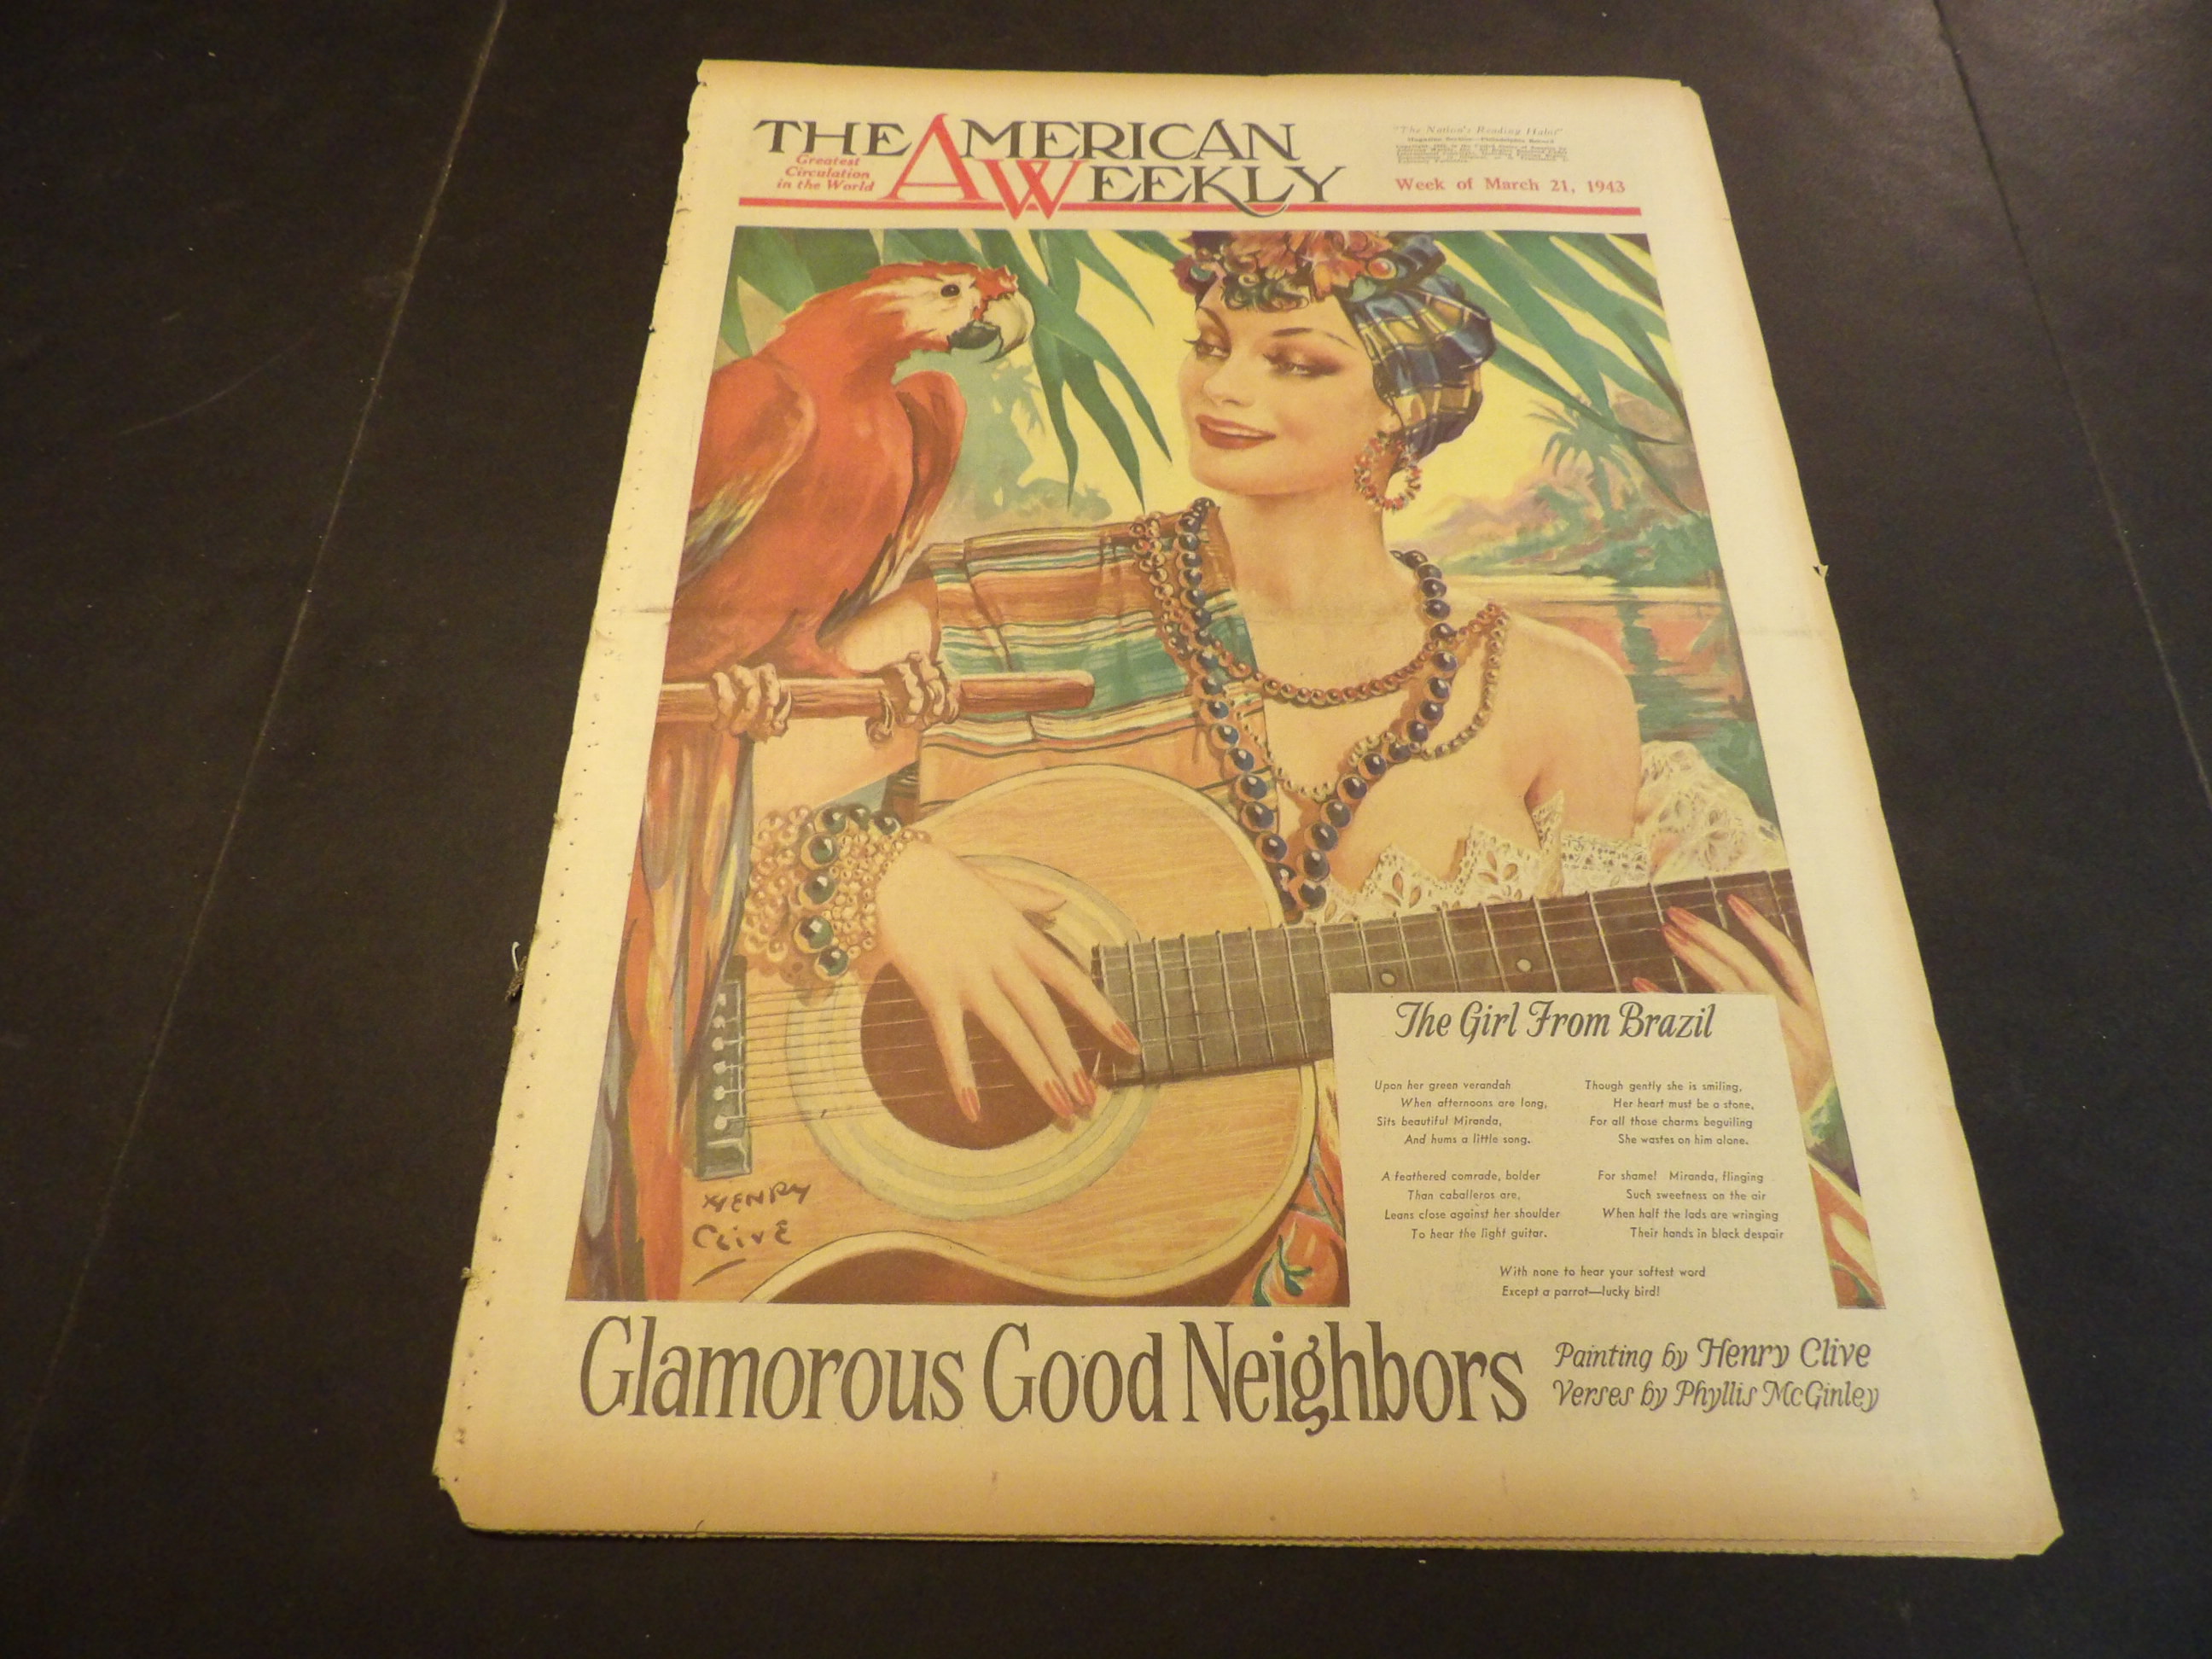 THE AMERICAN
WEEKLY
Greatest
Circulation
in the World
"The Nation's Reading Habit"
Week of March 21, 1943
HENRY
CLIVE
The Girl From Brazil
Upon her green verandah
When afternoons are long,
Sits beautiful Miranda,
And hums a little song.
A feathered comrade, bolder
Than caballeros are,
Leans close against her shoulder
To hear the light guitar.
Though gently she is smiling,
Her heart must be a stone,
For all those charms beguiling
She wastes on him alone.
For shame! Miranda, flinging
Such sweetness on the air
When half the lads are wringing
Their hands in black despair
With none to hear your softest word
Except a parrot—lucky bird!
Glamorous Good Neighbors
Painting by Henry Clive
Verses by Phyllis McGinley